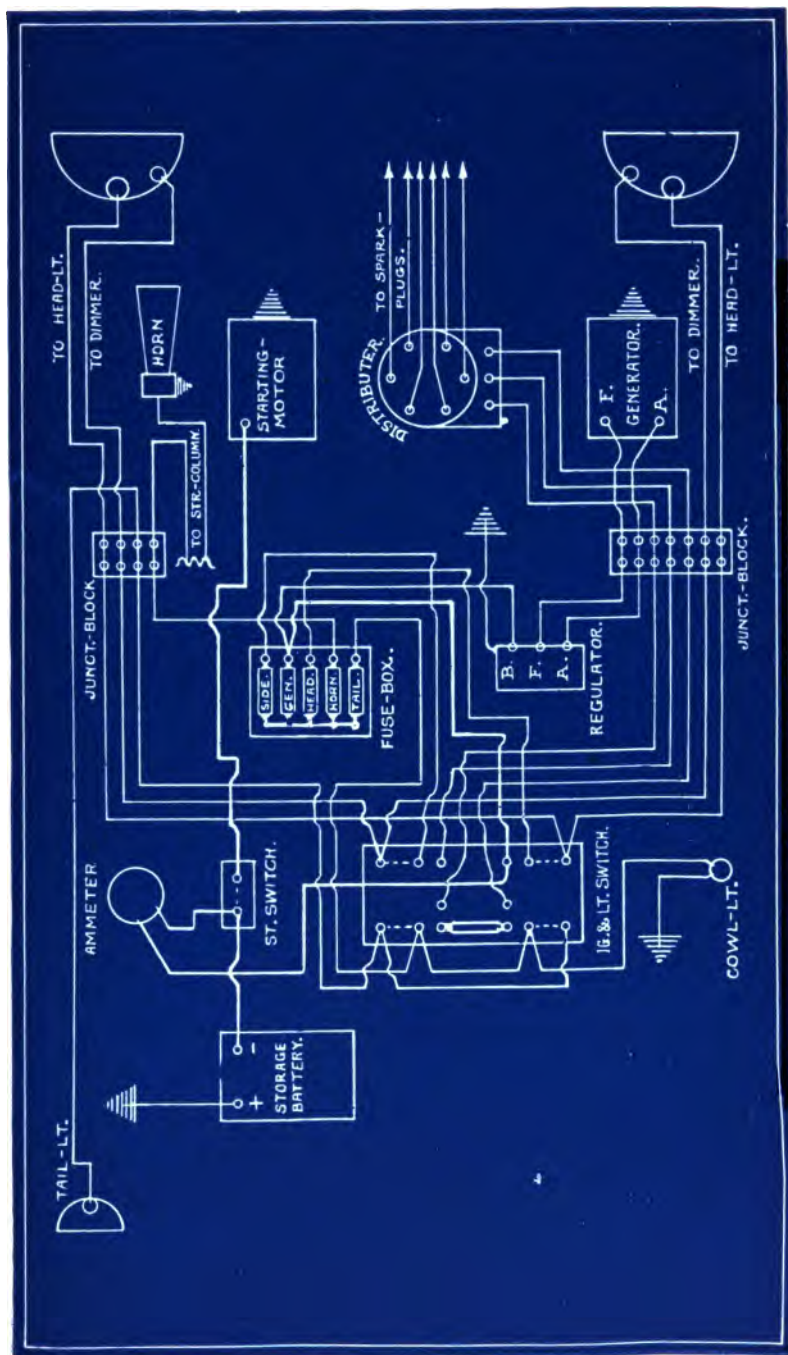 TO HEAD-LT.
TO DIMMER.
HORN
JUNCT.-BLOCK
TO STR.-COLUMN.
STARTING-
MOTOR
TO SPARK-
PLUGS.
DISTRIBUTER.
F.
GENERATOR.
A.
TO DIMMER.
TO HEAD-LT.
JUNCT.-BLOCK.
SIDE.
GEN.
HEAD.
HORN.
TAIL.
FUSE-BOX.
B.
F.
A.
REGULATOR.
AMMETER
ST. SWITCH.
IG. & LT. SWITCH.
COWL-LT.
+ -
STORAGE
BATTERY.
TAIL-LT.